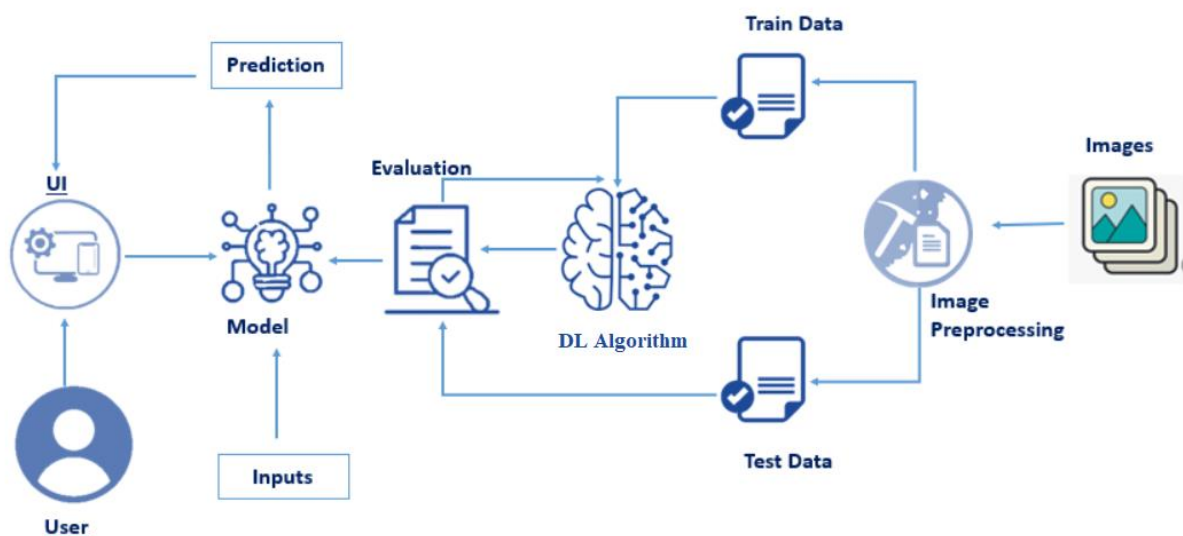 Train Data
Prediction
Images
Evaluation
UI
Image
Preprocessing
Model
DL Algorithm
Test Data
Inputs
User